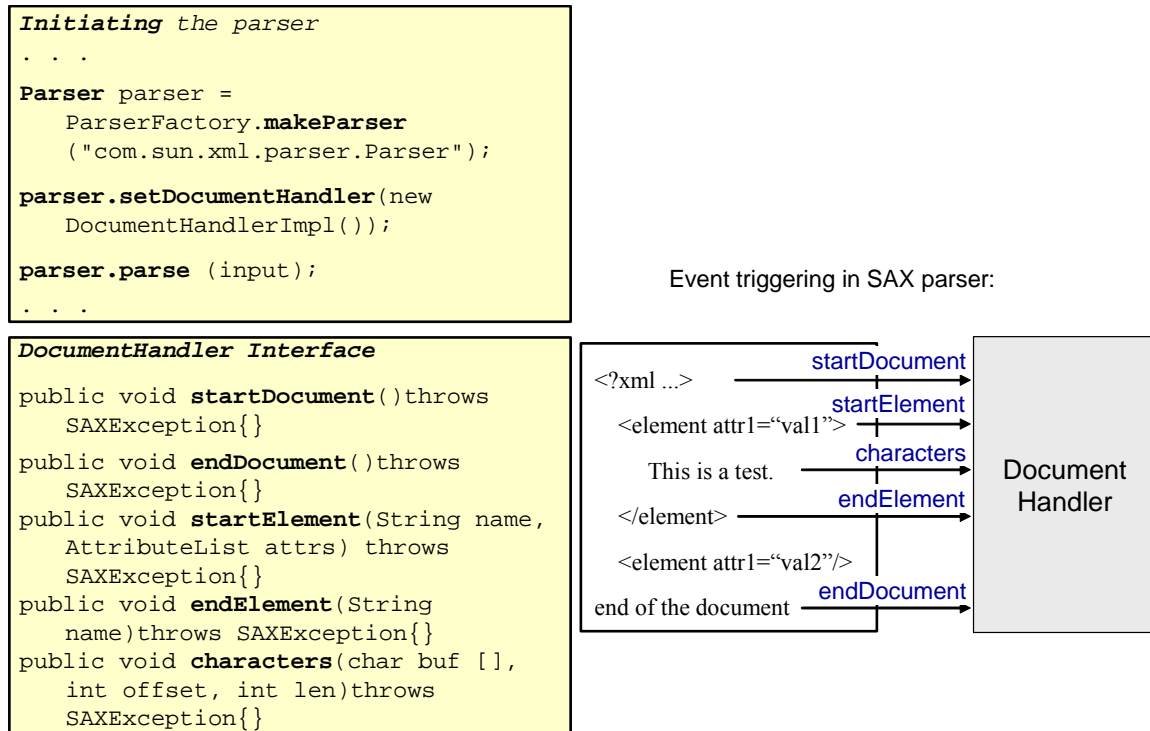 Initiating the parser
. . .
Parser parser =
ParserFactory.makeParser
("com.sun.xml.parser.Parser");
parser.setDocumentHandler(new
DocumentHandlerImpl());
parser.parse (input);
. . .
DocumentHandler Interface
public void startDocument()throws
SAXException{}
public void endDocument()throws
SAXException{}
public void startElement(String name,
AttributeList attrs) throws
SAXException{}
public void endElement(String
name)throws SAXException{}
public void characters(char buf [],
int offset, int len)throws
SAXException{}
Event triggering in SAX parser:
<?xml ...>
startDocument
<element attr1=“val1”>
startElement
This is a test.
characters
</element>
endElement
<element attr1=“val2”/>
end of the document
endDocument
Document
Handler